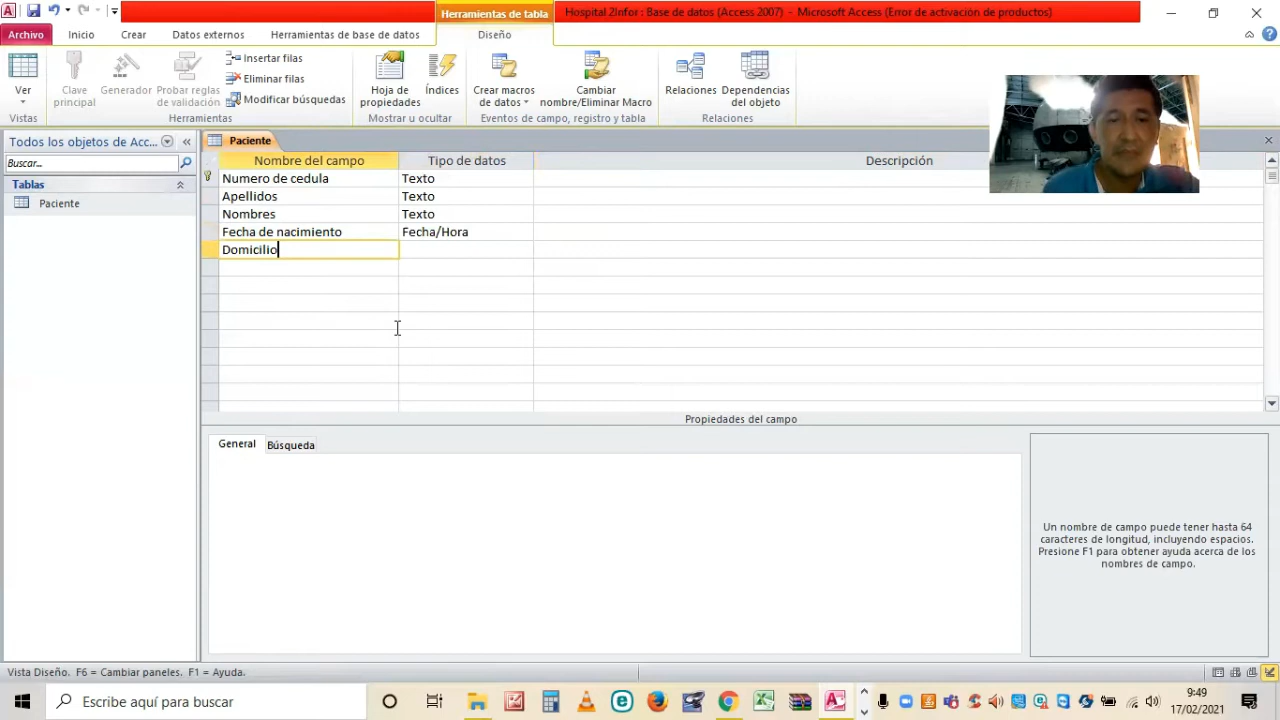 Herramientas de tabla
Hospital 2Infor : Base de datos (Access 2007) - Microsoft Access (Error de activación de productos)
Archivo Inicio Crear Datos externos Herramientas de base de datos Diseño
Ver
Clave principal
Generador
Probar reglas de validación
Insertar filas
Eliminar filas
Modificar búsquedas
Hoja de propiedades
Índices
Crear macros de datos
Cambiar nombre/Eliminar Macro
Relaciones
Dependencias del objeto
Vistas Herramientas Mostrar u ocultar Eventos de campo, registro y tabla Relaciones
Todos los objetos de Acc... «
Buscar...
Tablas
Paciente
Paciente
Nombre del campo Tipo de datos Descripción
Numero de cedula Texto
Apellidos Texto
Nombres Texto
Fecha de nacimiento Fecha/Hora
Domicilio
Propiedades del campo
General Búsqueda
Un nombre de campo puede tener hasta 64
caracteres de longitud, incluyendo espacios.
Presione F1 para obtener ayuda acerca de los
nombres de campo.
Vista Diseño. F6 = Cambiar paneles. F1 = Ayuda.
Escribe aquí para buscar
9:49
17/02/2021